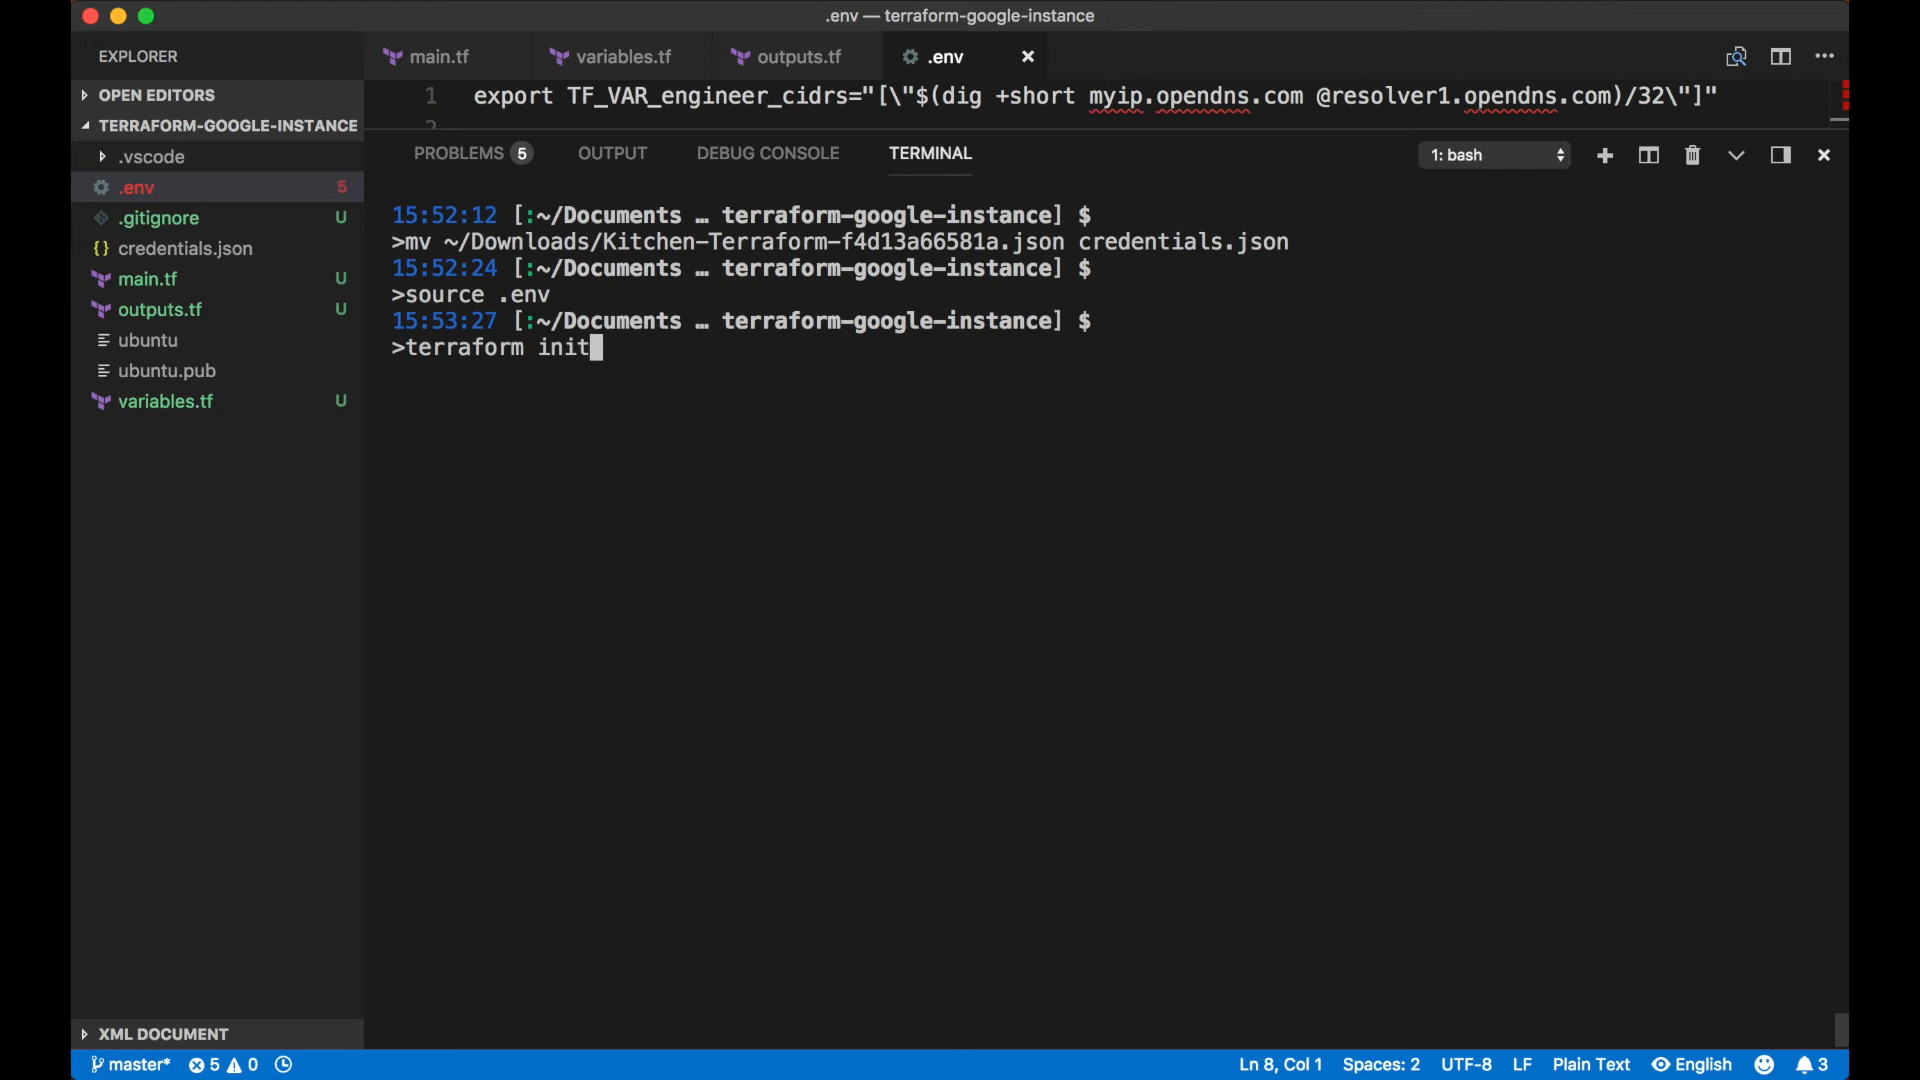 .env — terraform-google-instance
EXPLORER
main.tf
variables.tf
outputs.tf
.env
OPEN EDITORS
TERRAFORM-GOOGLE-INSTANCE
.vscode
.env 5
.gitignore U
credentials.json
main.tf U
outputs.tf U
ubuntu
ubuntu.pub
variables.tf U
XML DOCUMENT
1 export TF_VAR_engineer_cidrs="[\"$(dig +short myip.opendns.com @resolver1.opendns.com)/32\"]"
2
PROBLEMS 5 OUTPUT DEBUG CONSOLE TERMINAL 1: bash
15:52:12 [:~/Documents … terraform-google-instance] $
>mv ~/Downloads/Kitchen-Terraform-f4d13a66581a.json credentials.json
15:52:24 [:~/Documents … terraform-google-instance] $
>source .env
15:53:27 [:~/Documents … terraform-google-instance] $
>terraform init
master* 5 0 Ln 8, Col 1 Spaces: 2 UTF-8 LF Plain Text English 3